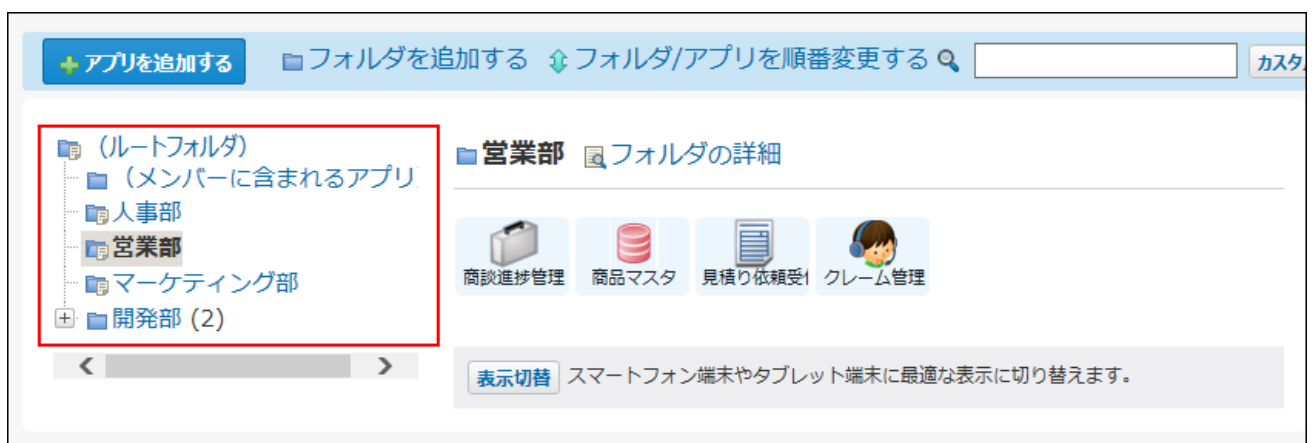 アプリを追加する フォルダを追加する フォルダ/アプリを順番変更する カスタ
(ルートフォルダ)
(メンバーに含まれるアプリ
人事部
営業部
マーケティング部
開発部 (2)
営業部 フォルダの詳細
商談進捗管理 商品マスタ 見積り依頼受 クレーム管理
表示切替 スマートフォン端末やタブレット端末に最適な表示に切り替えます。